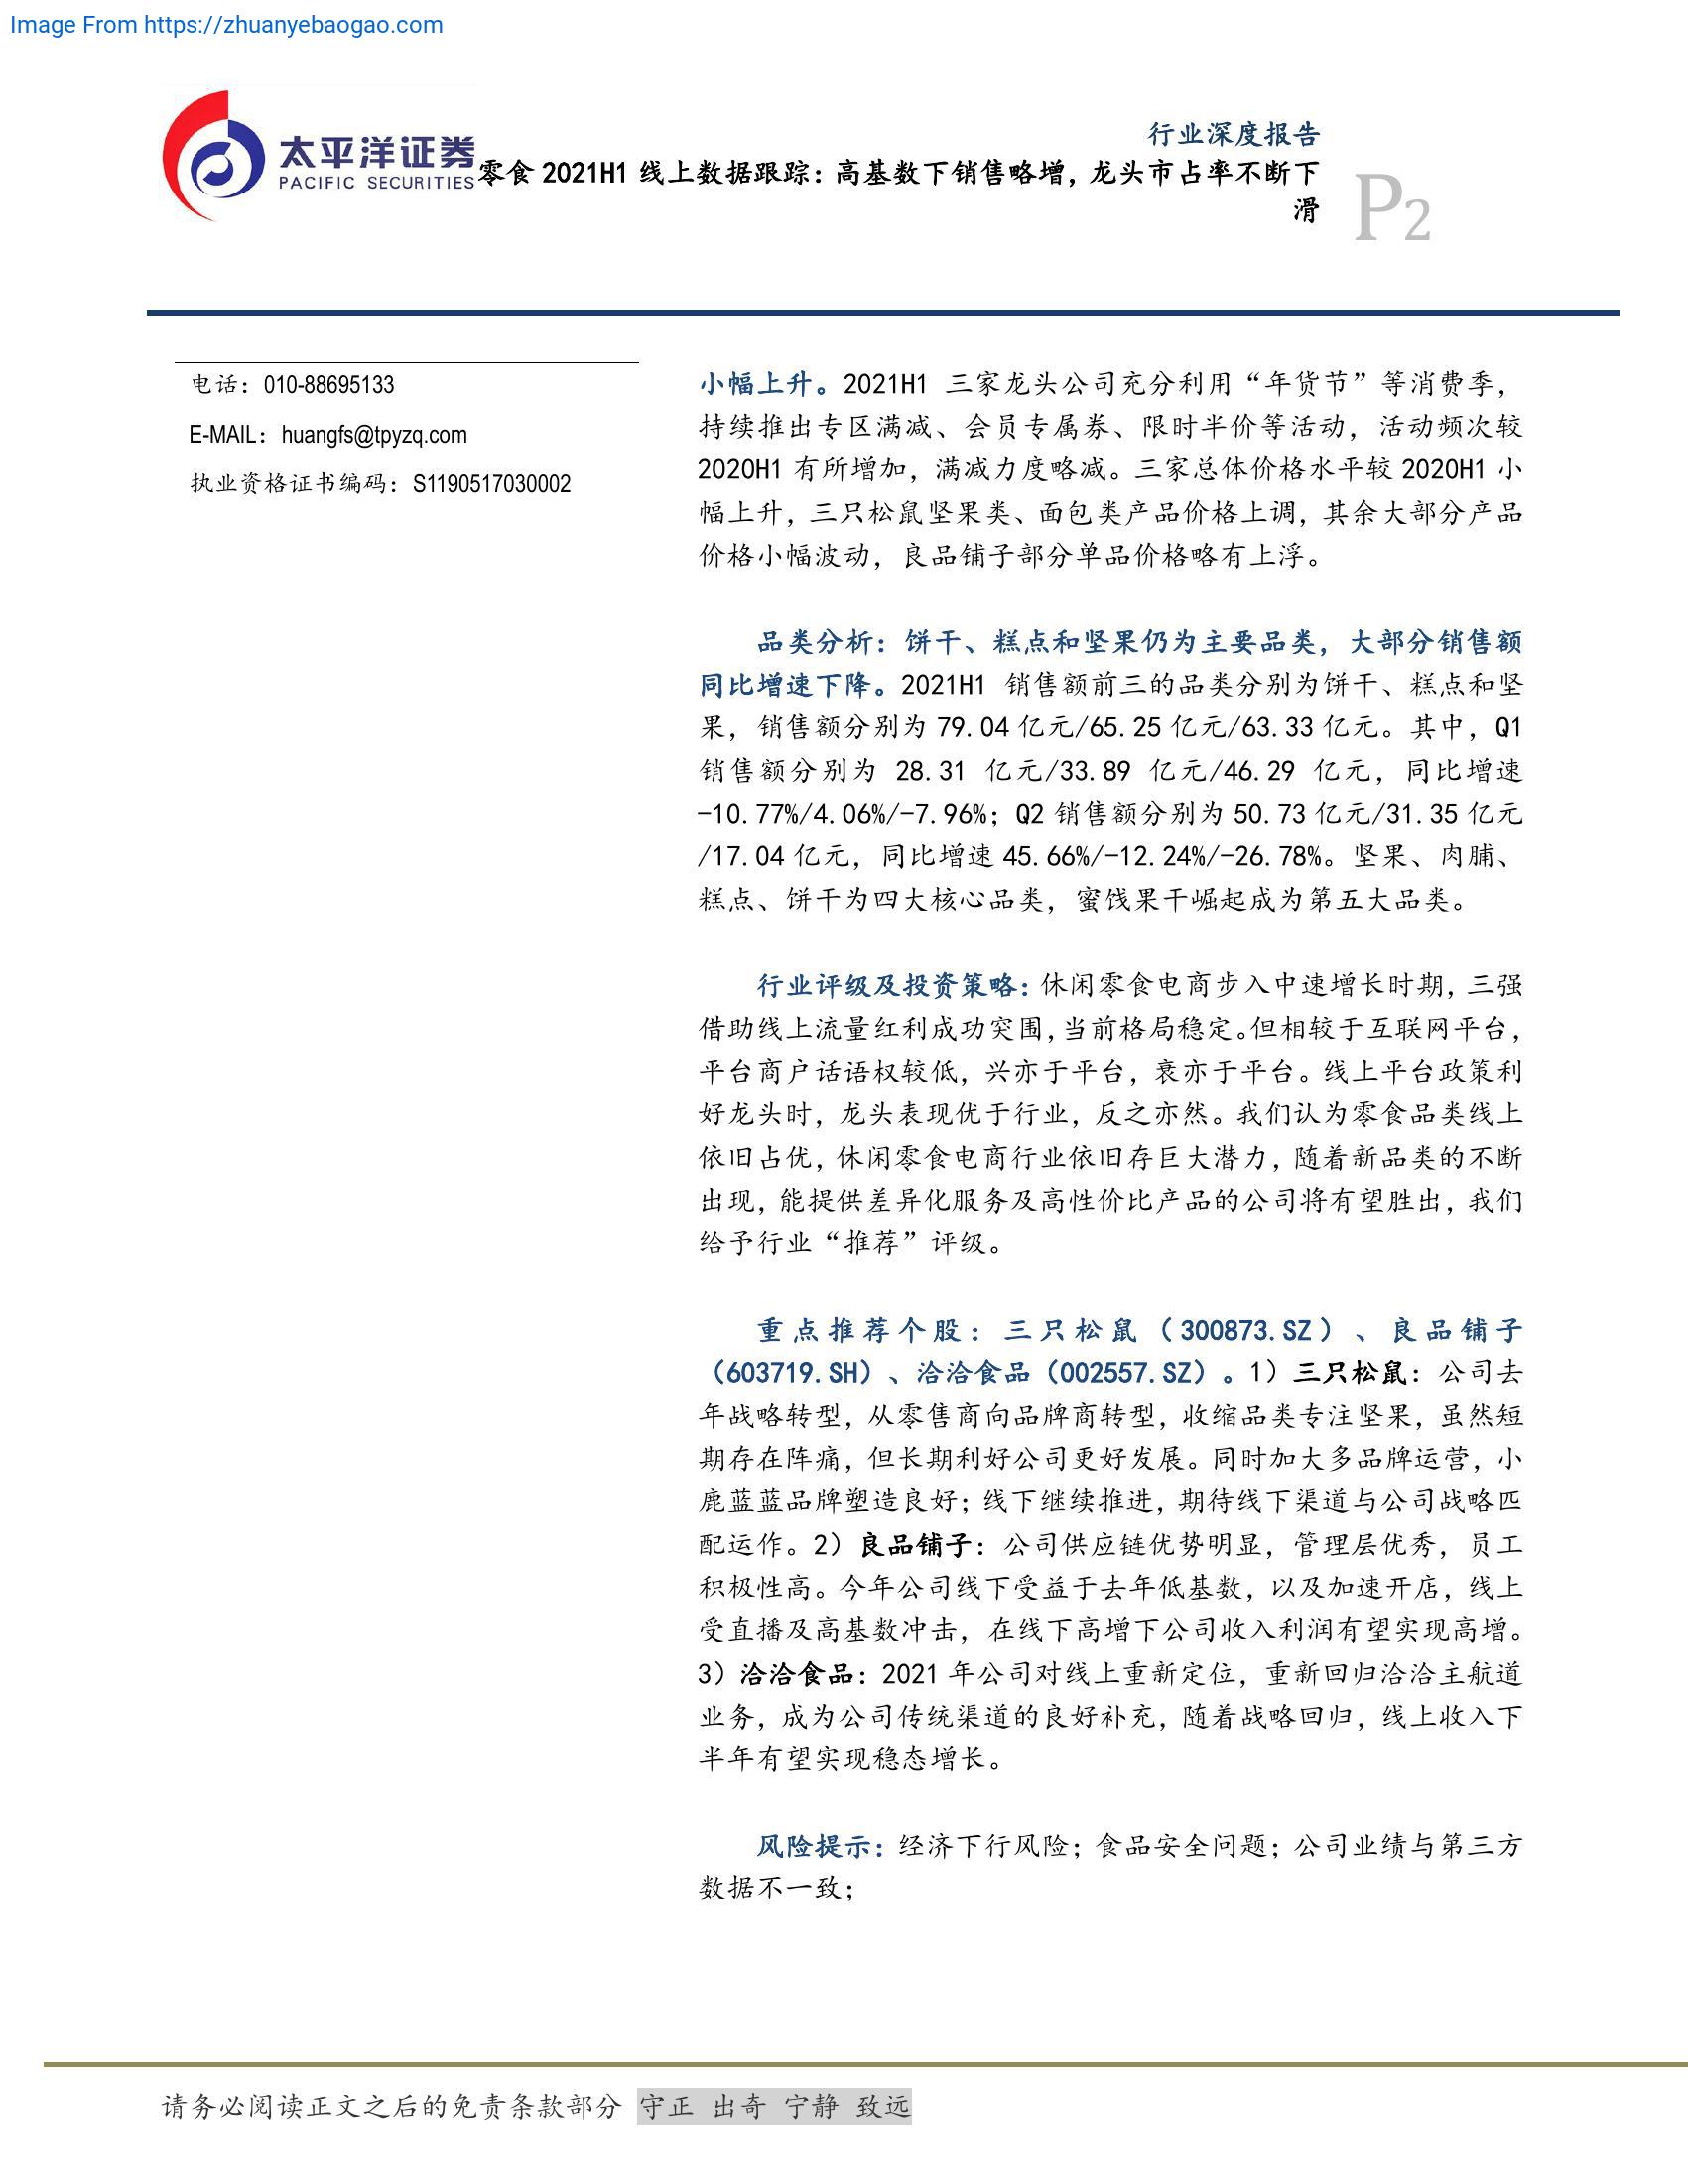 Image From https://zhuanyebaogao.com
太平洋证券
PACIFIC SECURITIES
行业深度报告
零食 2021H1 线上数据跟踪：高基数下销售略增，龙头市占率不断下
滑
P2
电话：010-88695133
E-MAIL：huangfs@tpyzq.com
执业资格证书编码：S1190517030002
小幅上升。2021H1 三家龙头公司充分利用“年货节”等消费季，
持续推出专区满减、会员专属券、限时半价等活动，活动频次较
2020H1 有所增加，满减力度略减。三家总体价格水平较 2020H1 小
幅上升，三只松鼠坚果类、面包类产品价格上调，其余大部分产品
价格小幅波动，良品铺子部分单品价格略有上浮。
品类分析：饼干、糕点和坚果仍为主要品类，大部分销售额
同比增速下降。2021H1 销售额前三的品类分别为饼干、糕点和坚
果，销售额分别为 79.04 亿元/65.25 亿元/63.33 亿元。其中，Q1
销售额分别为 28.31 亿元/33.89 亿元/46.29 亿元，同比增速
-10.77%/4.06%/-7.96%；Q2 销售额分别为 50.73 亿元/31.35 亿元
/17.04 亿元，同比增速 45.66%/-12.24%/-26.78%。坚果、肉脯、
糕点、饼干为四大核心品类，蜜饯果干崛起成为第五大品类。
行业评级及投资策略：休闲零食电商步入中速增长时期，三强
借助线上流量红利成功突围，当前格局稳定。但相较于互联网平台，
平台商户话语权较低，兴亦于平台，衰亦于平台。线上平台政策利
好龙头时，龙头表现优于行业，反之亦然。我们认为零食品类线上
依旧占优，休闲零食电商行业依旧存巨大潜力，随着新品类的不断
出现，能提供差异化服务及高性价比产品的公司将有望胜出，我们
给予行业“推荐”评级。
重点推荐个股：三只松鼠（300873.SZ）、良品铺子
（603719.SH）、洽洽食品（002557.SZ）。1）三只松鼠：公司去
年战略转型，从零售商向品牌商转型，收缩品类专注坚果，虽然短
期存在阵痛，但长期利好公司更好发展。同时加大多品牌运营，小
鹿蓝蓝品牌塑造良好；线下继续推进，期待线下渠道与公司战略匹
配运作。2）良品铺子：公司供应链优势明显，管理层优秀，员工
积极性高。今年公司线下受益于去年低基数，以及加速开店，线上
受直播及高基数冲击，在线下高增下公司收入利润有望实现高增。
3）洽洽食品：2021 年公司对线上重新定位，重新回归洽洽主航道
业务，成为公司传统渠道的良好补充，随着战略回归，线上收入下
半年有望实现稳态增长。
风险提示：经济下行风险；食品安全问题；公司业绩与第三方
数据不一致；
请务必阅读正文之后的免责条款部分 守正 出奇 宁静 致远